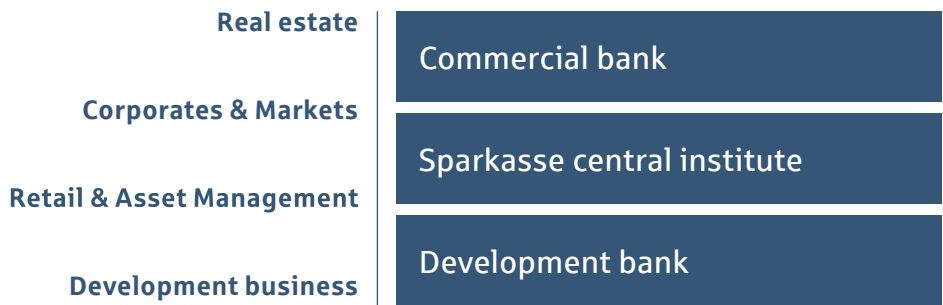 Real estate
Corporates & Markets
Retail & Asset Management
Development business
Commercial bank
Sparkasse central institute
Development bank